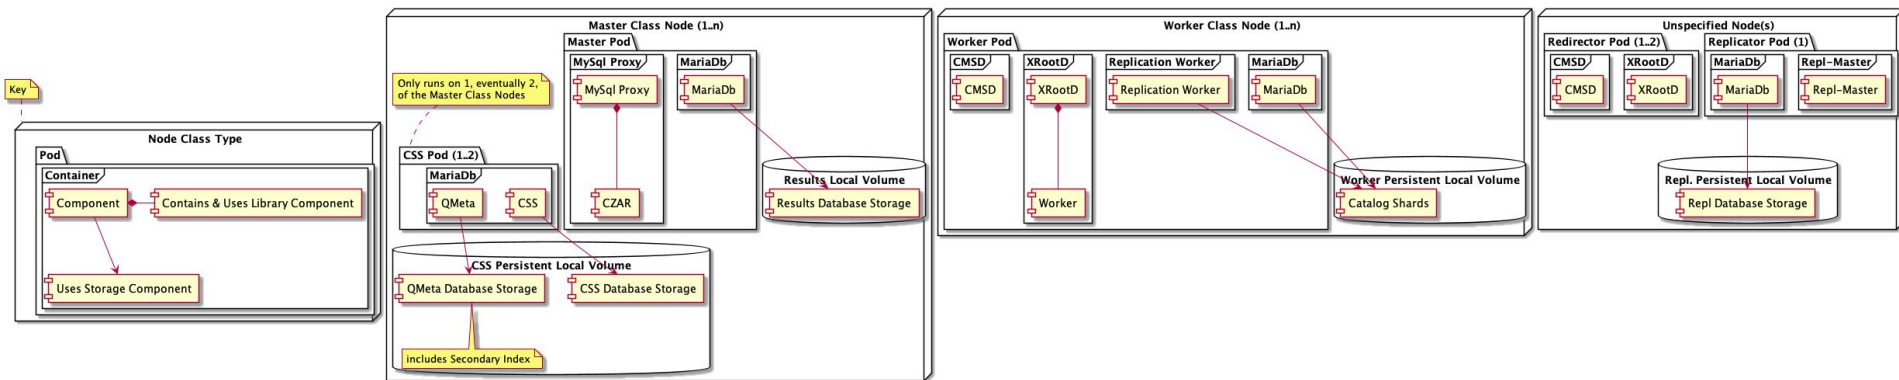 Key
Node Class Type
Pod
Container
Component
Contains & Uses Library Component
Uses Storage Component
Master Class Node (1..n)
Only runs on 1, eventually 2,
of the Master Class Nodes
CSS Pod (1..2)
MariaDb
QMeta
CSS
Master Pod
MySql Proxy
MySql Proxy
CZAR
MariaDb
MariaDb
Results Local Volume
Results Database Storage
CSS Persistent Local Volume
QMeta Database Storage
CSS Database Storage
includes Secondary Index
Worker Class Node (1..n)
Worker Pod
CMSD
CMSD
XRootD
XRootD
Worker
Replication Worker
Replication Worker
MariaDb
MariaDb
Worker Persistent Local Volume
Catalog Shards
Unspecified Node(s)
Redirector Pod (1..2)
CMSD
CMSD
XRootD
XRootD
Replicator Pod (1)
MariaDb
MariaDb
Repl-Master
Repl-Master
Repl. Persistent Local Volume
Repl Database Storage